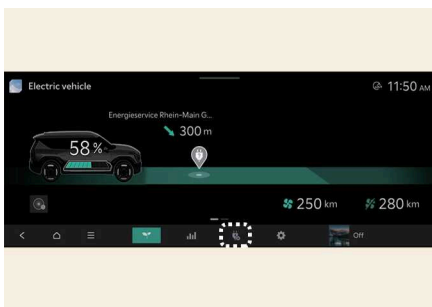 Electric vehicle
11:50 AM
Energieservice Rhein-Main G...
300 m
58 %
250 km
280 km
Off